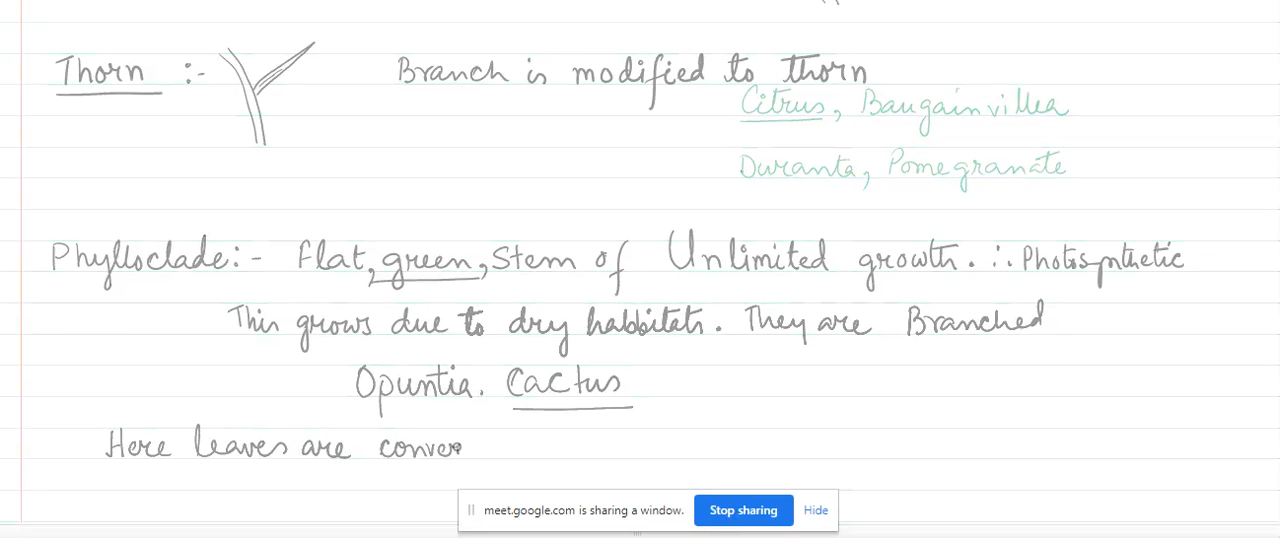 Thorn :- Branch is modified to thorn
Citrus, Baugainvillea
Duranta, Pomegranate
Phylloclade:- Flat, green, Stem of Unlimited growth. ∴ Photosynthetic
This grows due to dry habbitats. They are Branched
Opuntia. Cactus
Here leaves are conver
meet.google.com is sharing a window. Stop sharing Hide